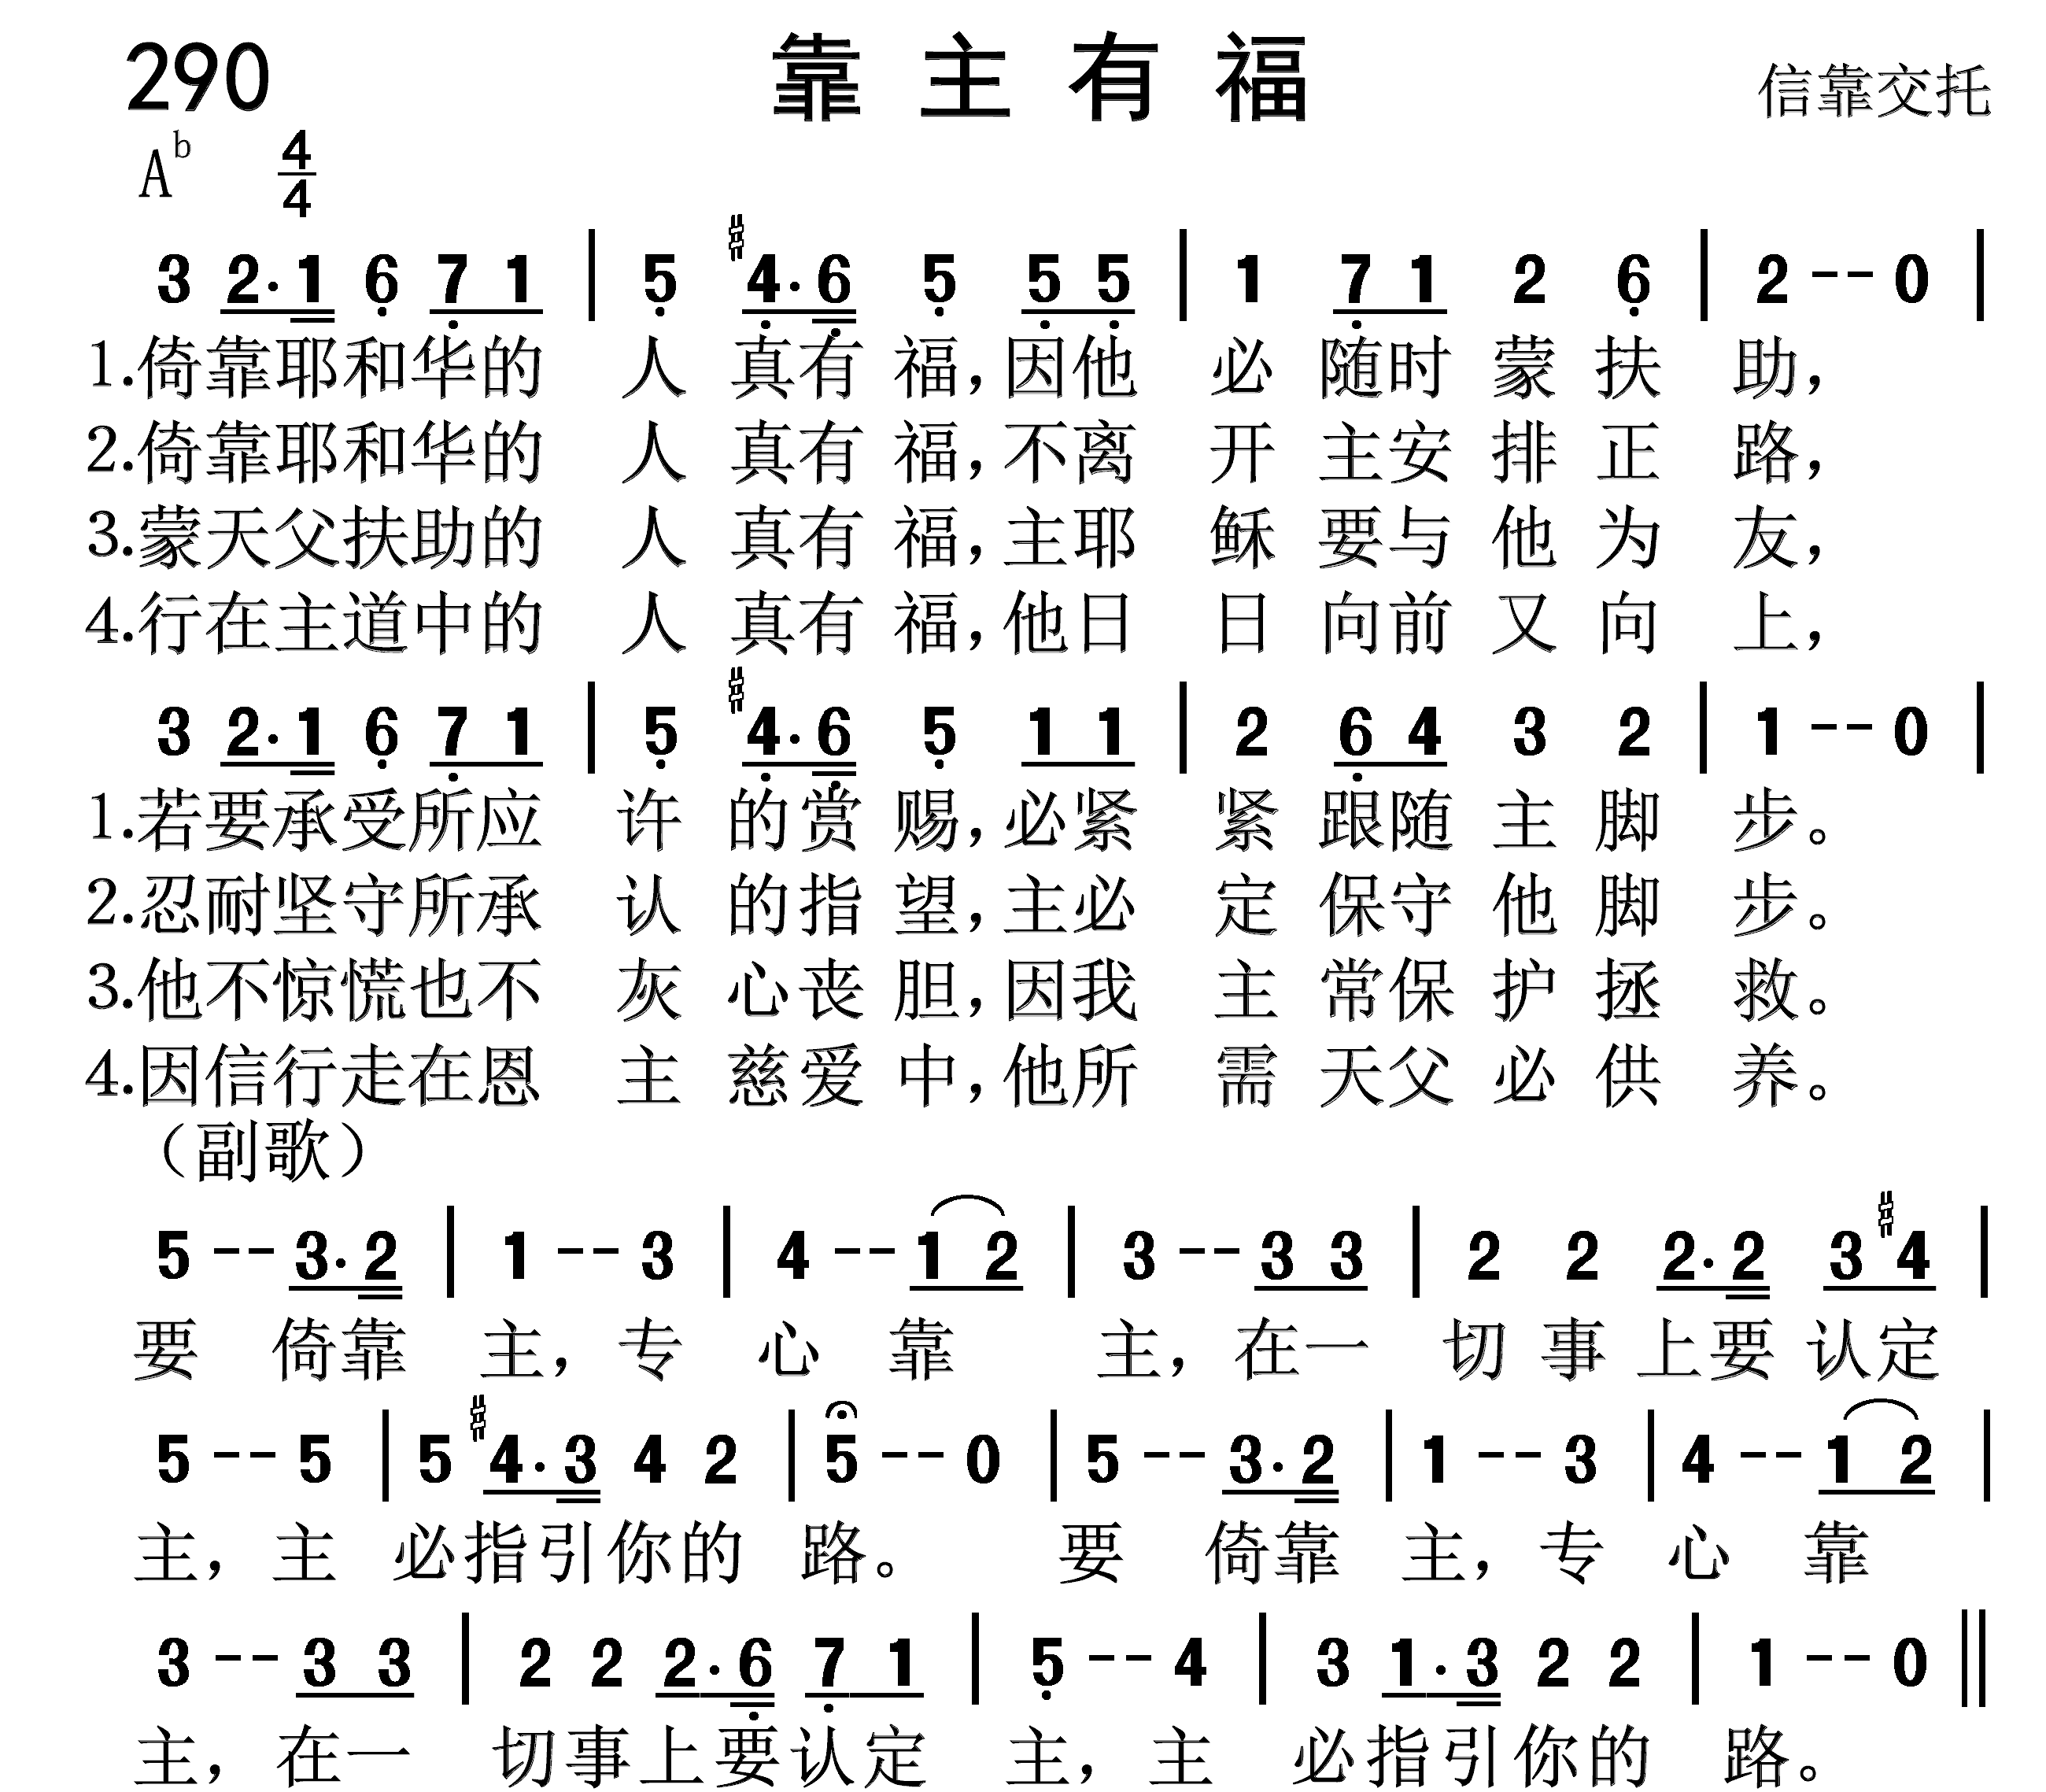 290 靠主有福 信靠交托
A♭ 4/4
3 2·1 6 7 1 | 5 #4·6 5 5 5 | 1 7 1 2 6 | 2 - - 0 |
1.倚靠耶和华的 人 真有 福,因他 必 随时 蒙 扶 助,
2.倚靠耶和华的 人 真有 福,不离 开 主安 排 正 路,
3.蒙天父扶助的 人 真有 福,主耶 稣 要与 他 为 友,
4.行在主道中的 人 真有 福,他日 日 向前 又 向 上,
3 2·1 6 7 1 | 5 #4·6 5 1 1 | 2 6 4 3 2 | 1 - - 0 |
1.若要承受所应 许 的赏 赐,必紧 紧 跟随 主 脚 步。
2.忍耐坚守所承 认 的指 望,主必 定 保守 他 脚 步。
3.他不惊慌也不 灰 心丧 胆,因我 主 常保 护 拯 救。
4.因信行走在恩 主 慈爱 中,他所 需 天父 必 供 养。
（副歌）
5 - - 3·2 | 1 - - 3 | 4 - - 1 2 | 3 - - 3 3 | 2 2 2·2 3 #4 |
要 倚靠 主,专 心 靠 主,在一 切 事 上要 认定
5 - - 5 | 5 #4·3 4 2 | 5 - - 0 | 5 - - 3·2 | 1 - - 3 | 4 - - 1 2 |
主,主 必指引你的 路。 要 倚靠 主,专 心 靠
3 - - 3 3 | 2 2 2·6 7 1 | 5 - - 4 | 3 1·3 2 2 | 1 - - 0 ||
主,在一 切事上要认定 主,主 必指引你的 路。